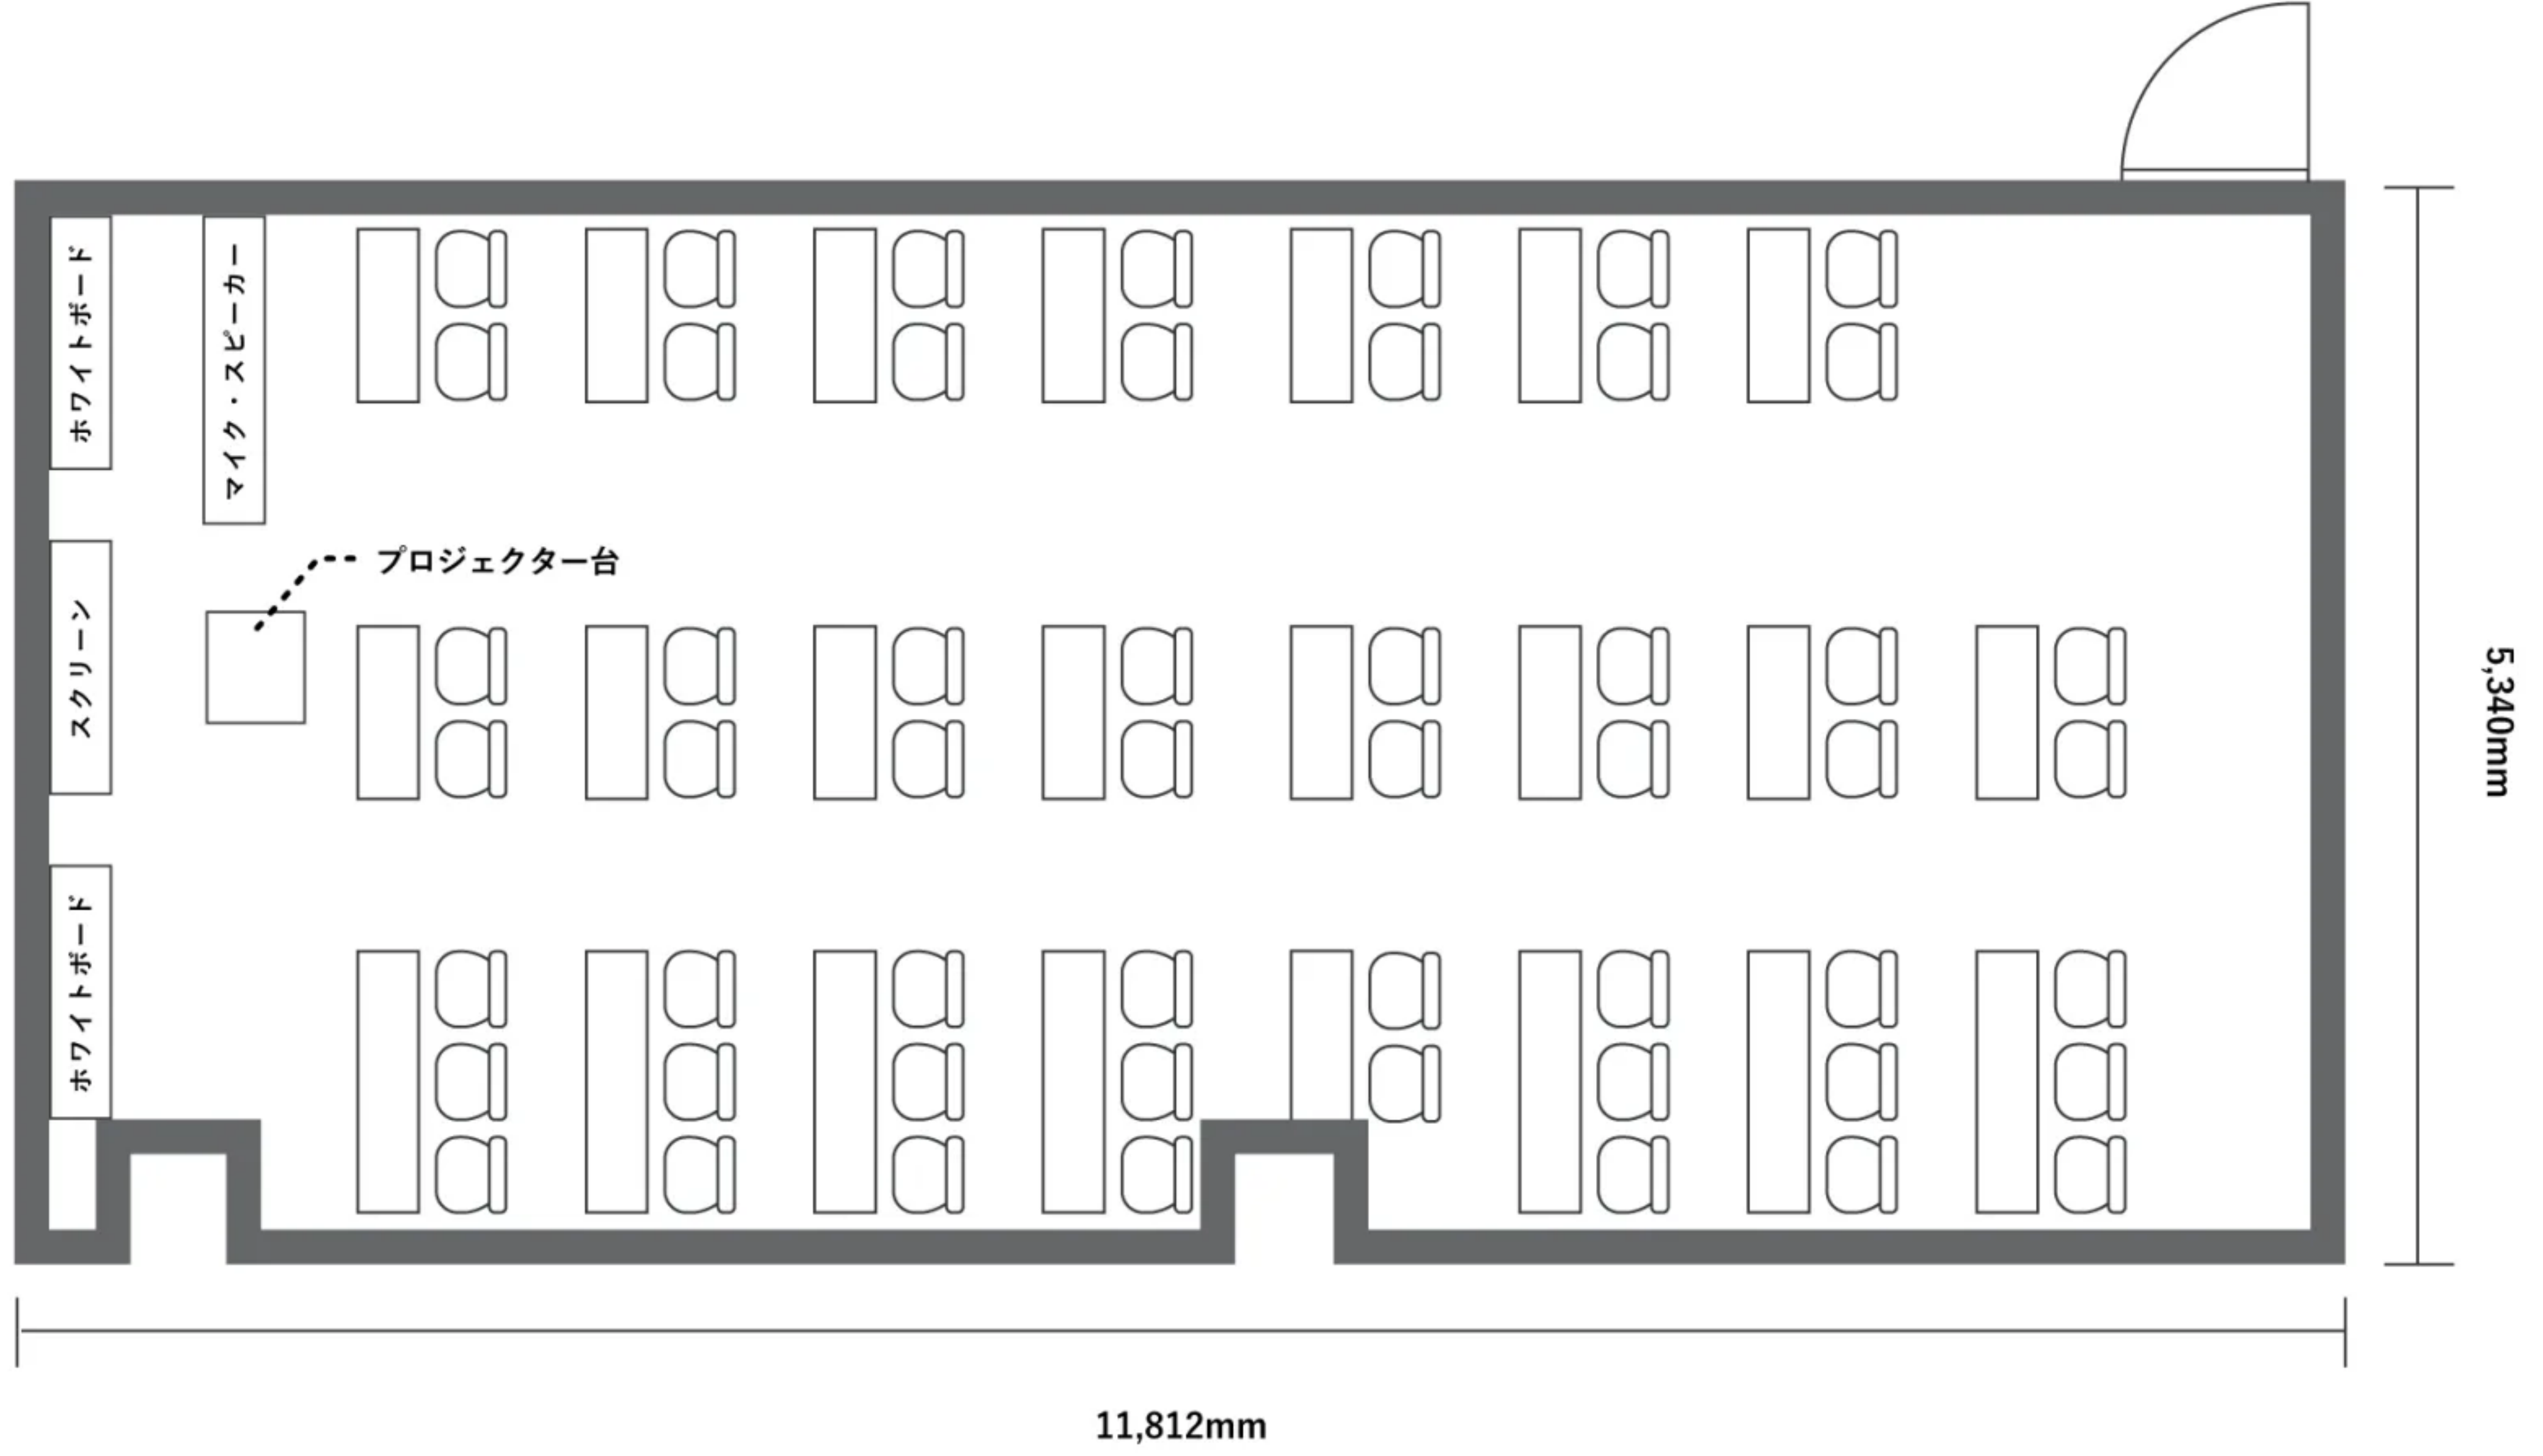 ホワイトボード
マイク・スピーカー
プロジェクター台
スクリーン
ホワイトボード
5,340mm
11,812mm